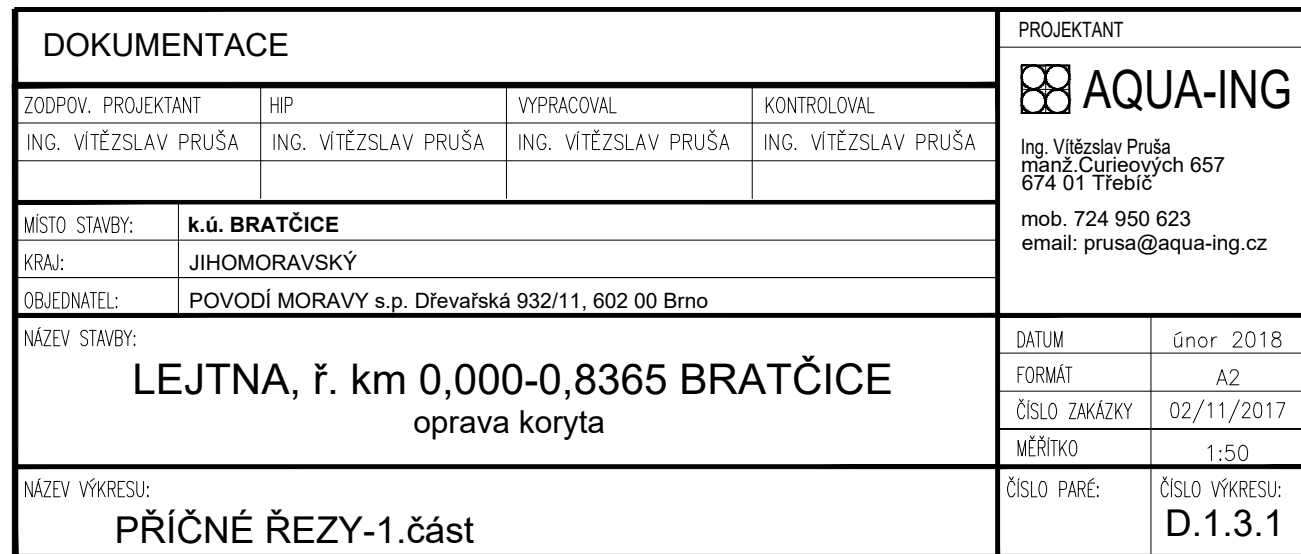 DOKUMENTACE
ZODPOV. PROJEKTANT HIP VYPRACOVAL KONTROLOVAL
ING. VÍTĚZSLAV PRUŠA ING. VÍTĚZSLAV PRUŠA ING. VÍTĚZSLAV PRUŠA ING. VÍTĚZSLAV PRUŠA
MÍSTO STAVBY: k.ú. BRATČICE
KRAJ: JIHOMORAVSKÝ
OBJEDNATEL: POVODÍ MORAVY s.p. Dřevařská 932/11, 602 00 Brno
PROJEKTANT
AQUA-ING
Ing. Vítězslav Pruša
manž.Curieových 657
674 01 Třebíč
mob. 724 950 623
email: prusa@aqua-ing.cz
NÁZEV STAVBY:
LEJTNA, ř. km 0,000-0,8365 BRATČICE
oprava koryta
DATUM únor 2018
FORMÁT A2
ČÍSLO ZAKÁZKY 02/11/2017
MĚŘÍTKO 1:50
NÁZEV VÝKRESU:
PŘÍČNÉ ŘEZY-1.část
ČÍSLO PARÉ: ČÍSLO VÝKRESU:
D.1.3.1